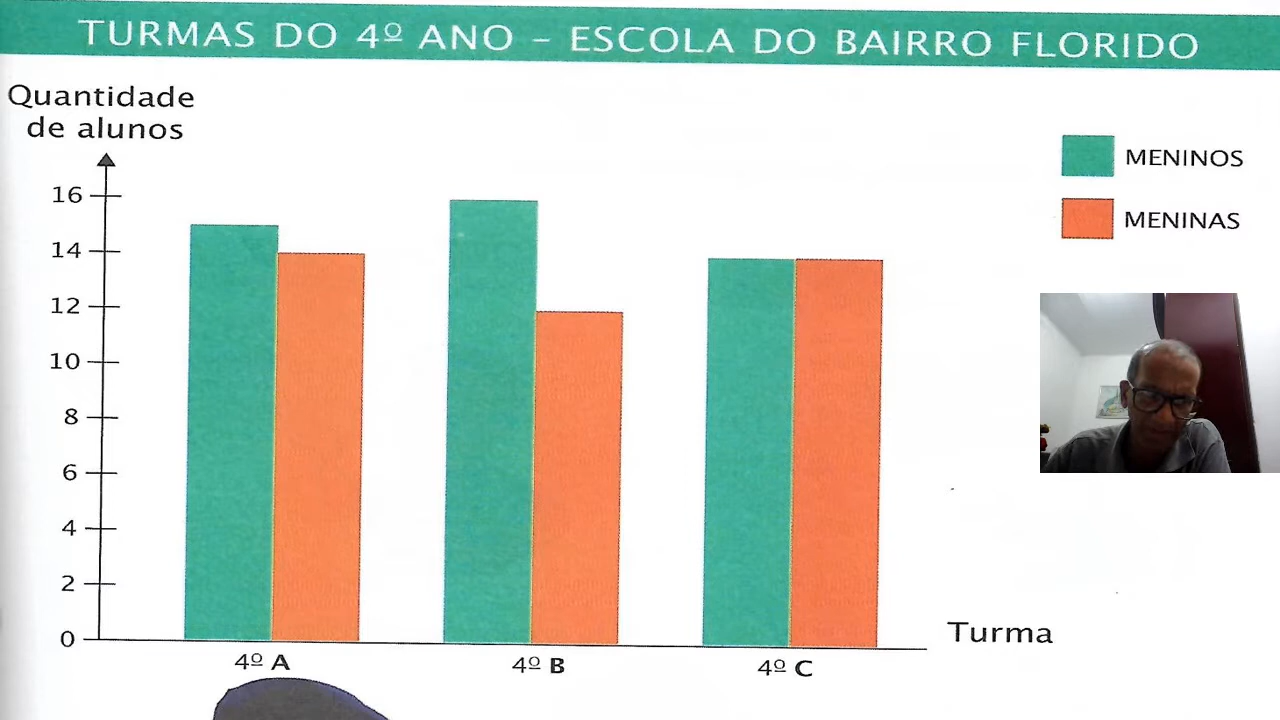 TURMAS DO 4º ANO – ESCOLA DO BAIRRO FLORIDO
Quantidade
de alunos
MENINOS
MENINAS
16
14
12
10
8
6
4
2
0
Turma
4º A
4º B
4º C